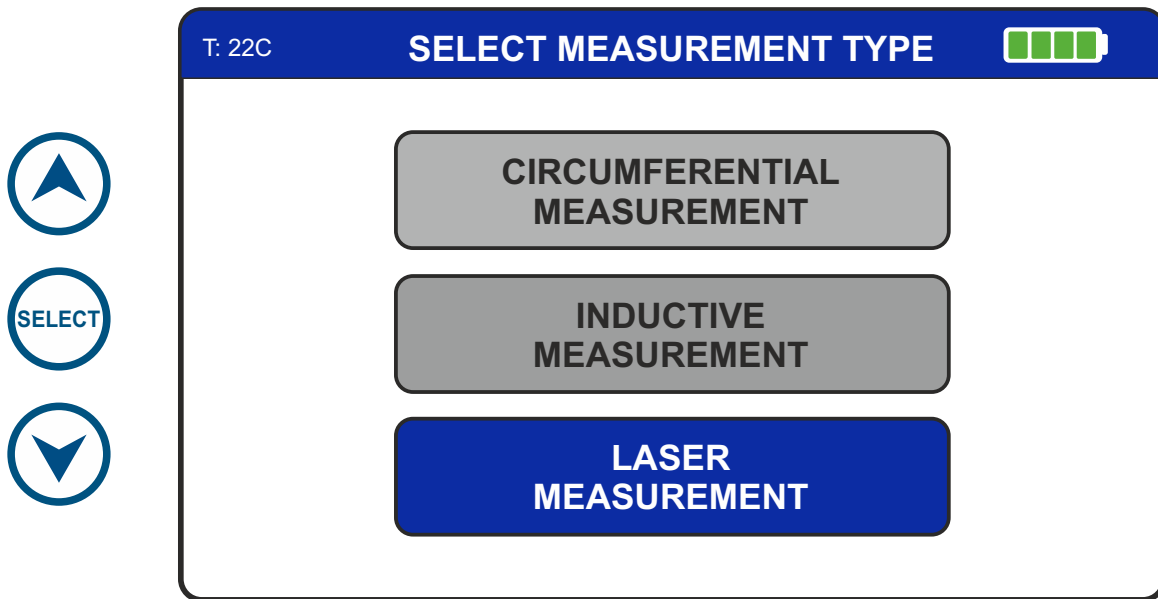 T: 22C
SELECT MEASUREMENT TYPE
CIRCUMFERENTIAL
MEASUREMENT
SELECT
INDUCTIVE
MEASUREMENT
LASER
MEASUREMENT